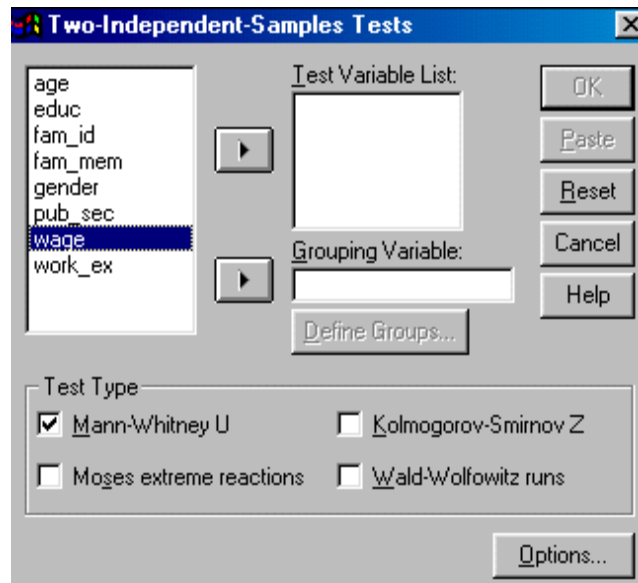 Two-Independent-Samples Tests
age
educ
fam_id
fam_mem
gender
pub_sec
wage
work_ex
Test Variable List:
Grouping Variable:
Define Groups...
OK
Paste
Reset
Cancel
Help
Test Type
Mann-Whitney U
Kolmogorov-Smirnov Z
Moses extreme reactions
Wald-Wolfowitz runs
Options...